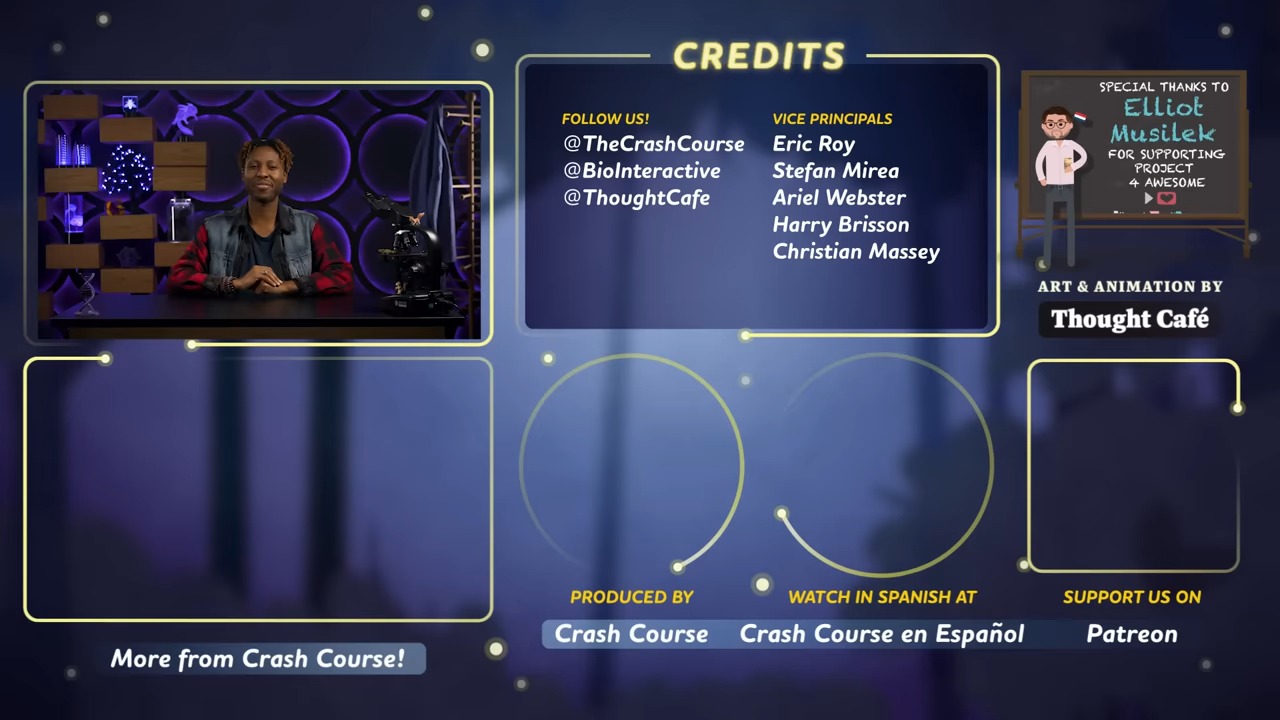 CREDITS
FOLLOW US!
@TheCrashCourse
@BioInteractive
@ThoughtCafe
VICE PRINCIPALS
Eric Roy
Stefan Mirea
Ariel Webster
Harry Brisson
Christian Massey
SPECIAL THANKS TO
Elliot
Musilek
FOR SUPPORTING
PROJECT
4 AWESOME
ART & ANIMATION BY
Thought Café
PRODUCED BY
Crash Course
WATCH IN SPANISH AT
Crash Course en Español
SUPPORT US ON
Patreon
More from Crash Course!